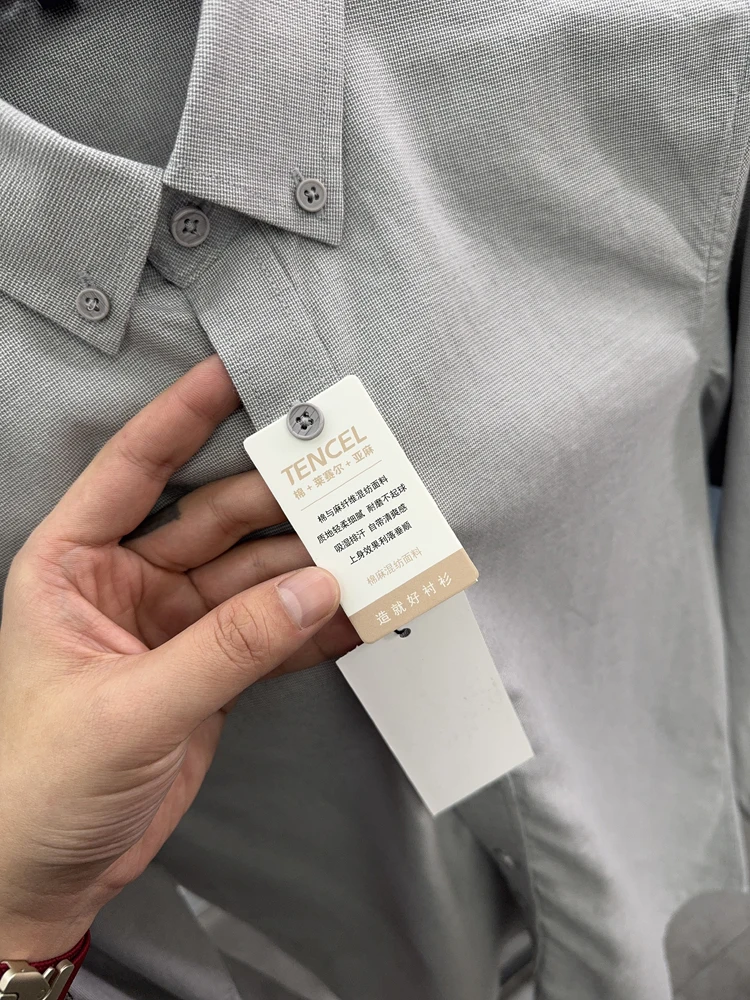 TENCEL
棉+莱赛尔+亚麻
棉与麻纤维混纺面料
质地轻柔细腻 耐磨不起球
吸湿排汗 自带清爽感
上身效果利落垂顺
棉麻混纺面料
造就好衬衫